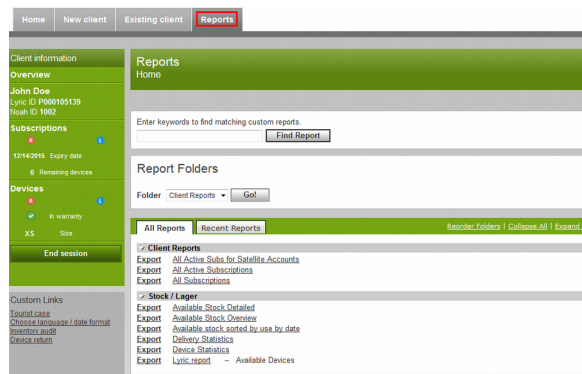 Home New client Existing client Reports
Client information
Overview
John Doe
Lyric ID P000105139
Noah ID 1002
Subscriptions
R L
12/14/2015 Expiry date
6 Remaining devices
Devices
R L
In warranty
XS Size
End session
Custom Links
Tourist case
Choose language / date format
Inventory audit
Device return
Reports
Home
Enter keywords to find matching custom reports.
Find Report
Report Folders
Folder Client Reports Go!
All Reports Recent Reports Reorder Folders | Collapse All | Expand
Client Reports
Export All Active Subs for Satellite Accounts
Export All Active Subscriptions
Export All Subscriptions
Stock / Lager
Export Available Stock Detailed
Export Available Stock Overview
Export Available stock sorted by use by date
Export Delivery Statistics
Export Device Statistics
Export Lyric report – Available Devices